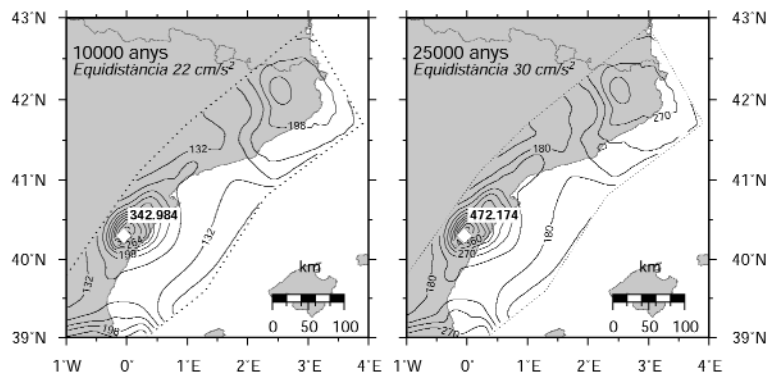 43°N
42°N
41°N
40°N
39°N
10000 anys
Equidistància 22 cm/s²
132
198
342.984
264
198
132
132
198
km
0 50 100
1°W 0° 1°E 2°E 3°E 4°E
25000 anys
Equidistància 30 cm/s²
180
270
472.174
270
180
180
270
km
0 50 100
1°W 0° 1°E 2°E 3°E 4°E
43°N
42°N
41°N
40°N
39°N